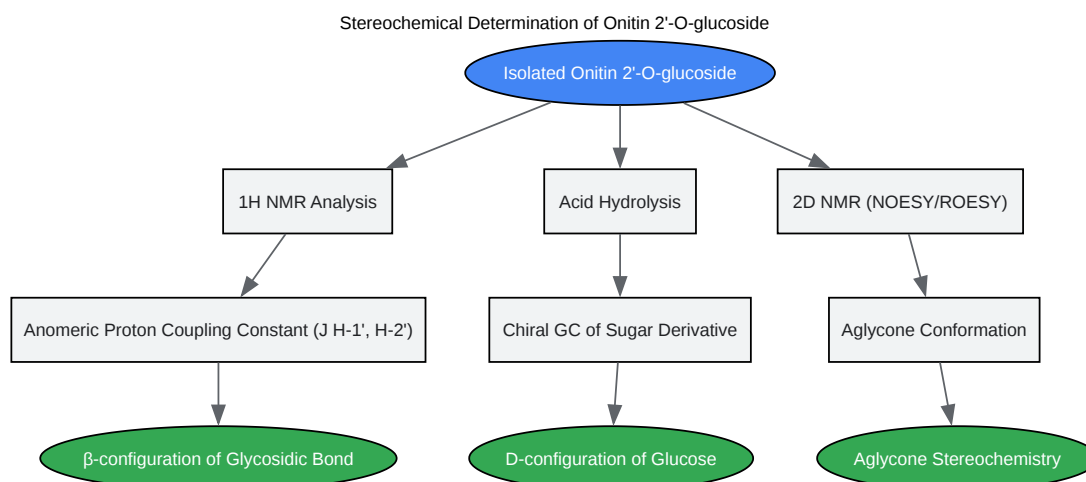 Stereochemical Determination of Onitin 2'-O-glucoside
Isolated Onitin 2'-O-glucoside
1H NMR Analysis
Acid Hydrolysis
2D NMR (NOESY/ROESY)
Anomeric Proton Coupling Constant (J H-1', H-2')
Chiral GC of Sugar Derivative
Aglycone Conformation
β-configuration of Glycosidic Bond
D-configuration of Glucose
Aglycone Stereochemistry